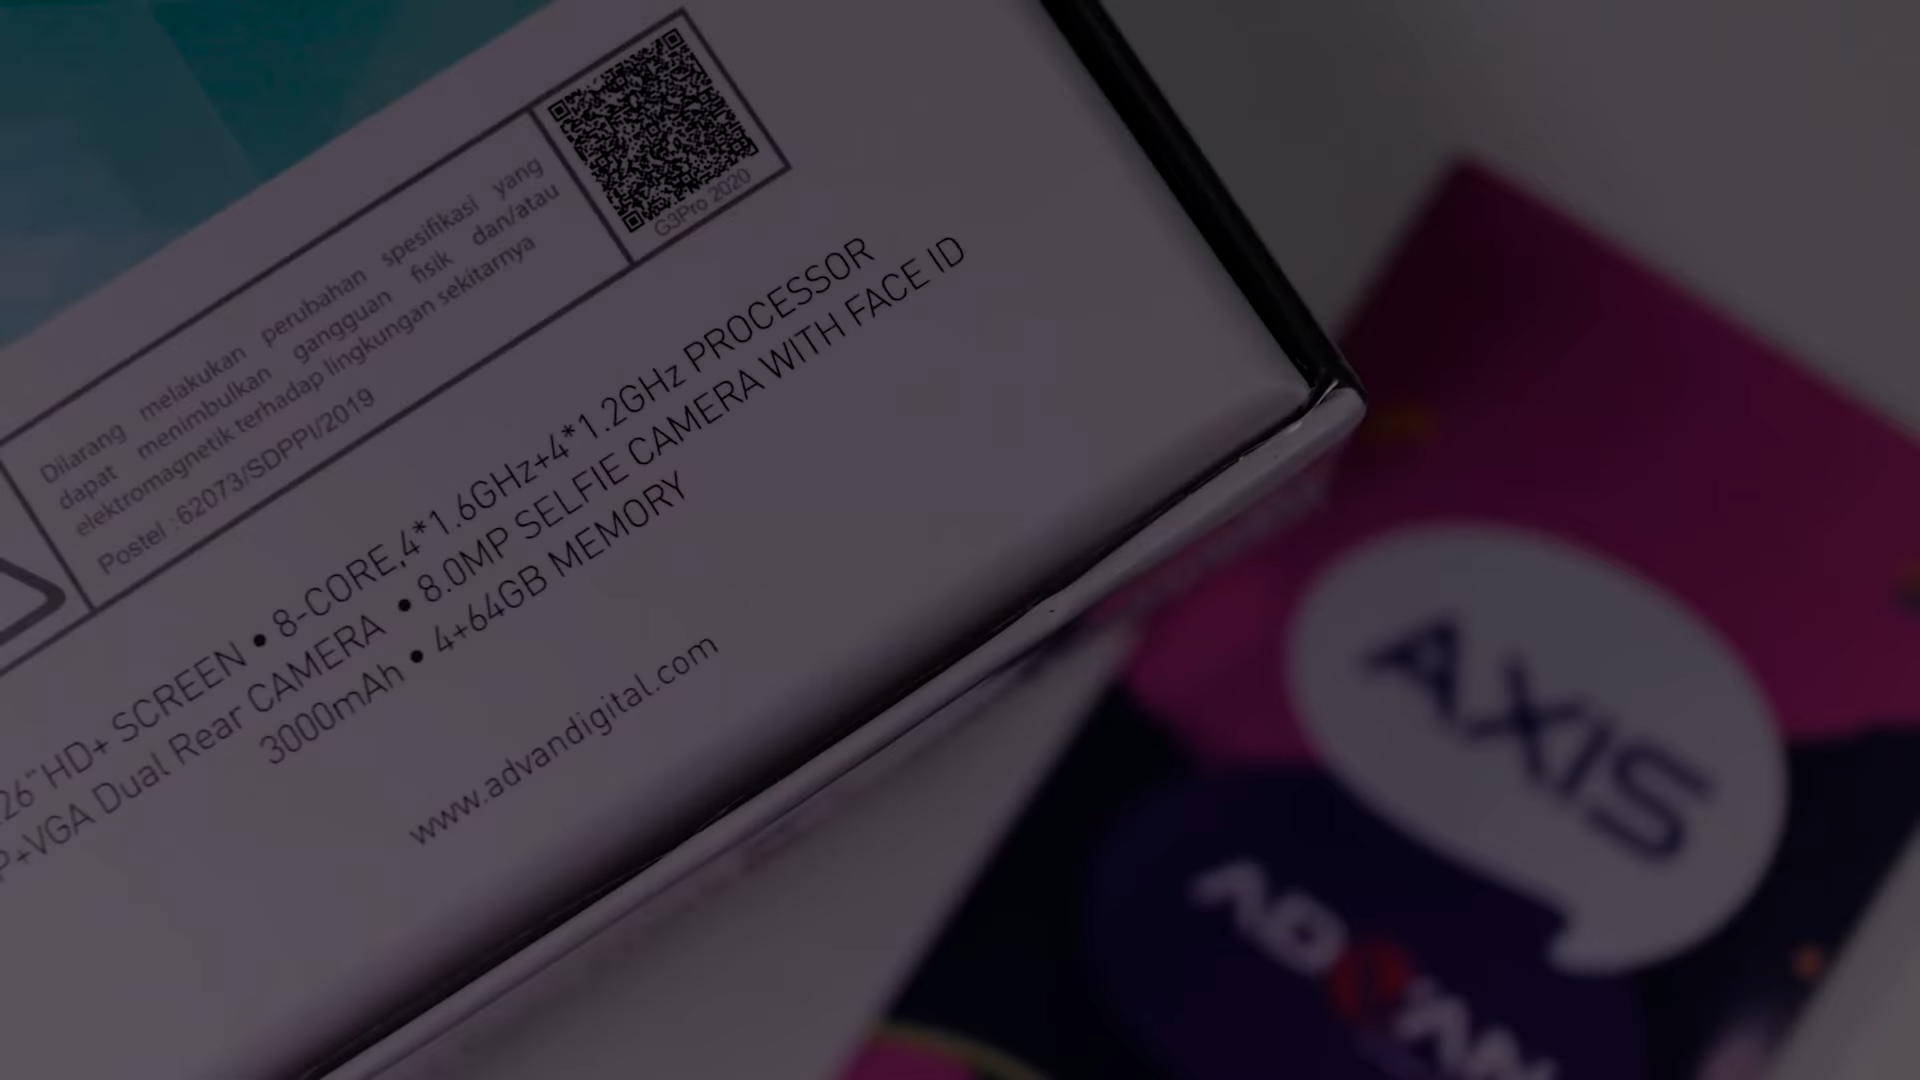 Dilarang melakukan perubahan spesifikasi yang
dapat menimbulkan gangguan fisik dan/atau
elektromagnetik terhadap lingkungan sekitarnya
Postel :62073/SDPPI/2019
G3Pro 2020
26" HD+ SCREEN • 8-CORE,4*1.6GHz+4*1.2GHz PROCESSOR
P+VGA Dual Rear CAMERA • 8.0MP SELFIE CAMERA WITH FACE ID
3000mAh • 4+64GB MEMORY
www.advandigital.com
AXIS
ADVAN